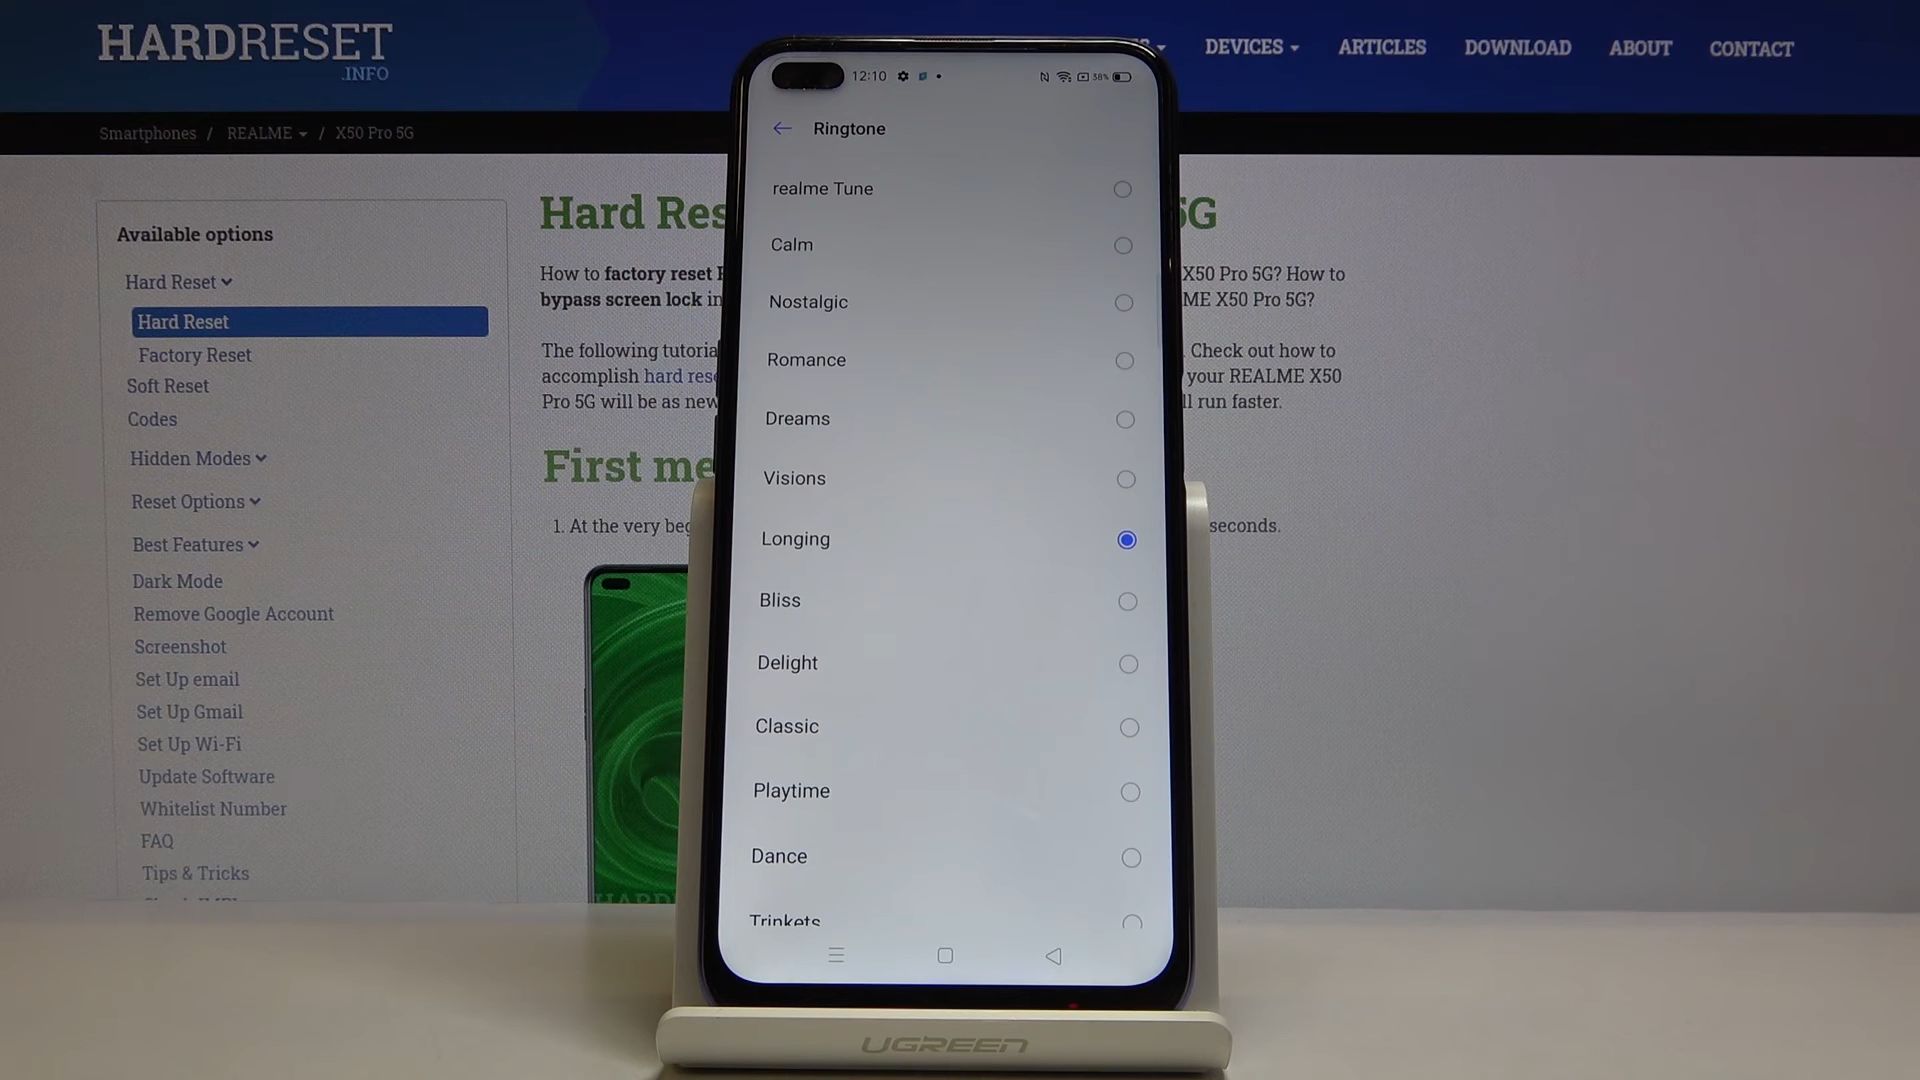 HARDRESET
.INFO
DEVICES
ARTICLES
DOWNLOAD
ABOUT
CONTACT
Smartphones / REALME / X50 Pro 5G
Available options
Hard Reset
Hard Reset
Factory Reset
Soft Reset
Codes
Hidden Modes
Reset Options
Best Features
Dark Mode
Remove Google Account
Screenshot
Set Up email
Set Up Gmail
Set Up Wi-Fi
Update Software
Whitelist Number
FAQ
Tips & Tricks
Hard Res
5G
How to factory reset
X50 Pro 5G? How to
bypass screen lock in
ME X50 Pro 5G?
The following tutoria
Check out how to
accomplish hard rese
your REALME X50
Pro 5G will be as new
ll run faster.
First me
1. At the very beg
seconds.
12:10
38%
Ringtone
realme Tune
Calm
Nostalgic
Romance
Dreams
Visions
Longing
Bliss
Delight
Classic
Playtime
Dance
Trinkets
UGREEN